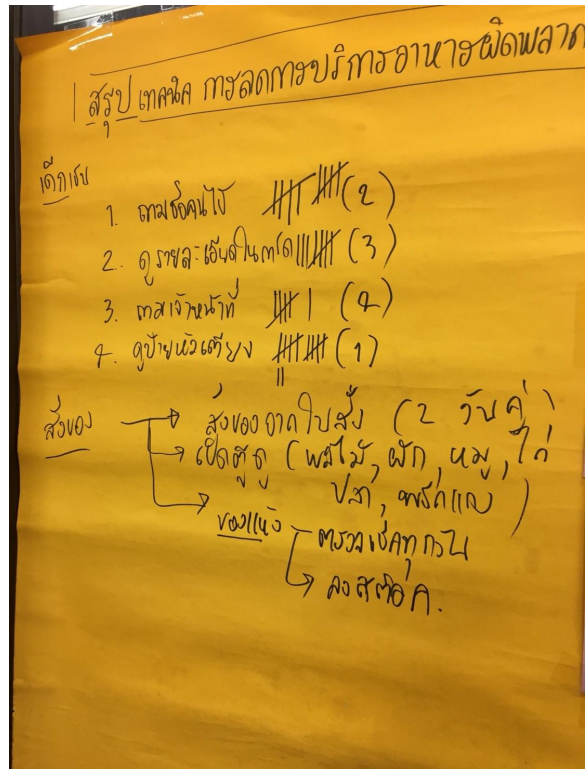 สรุป เทคนิค การลดการบริการอาหารผิดพลาด
เด็กเข็น
1. ถามชื่อคนไข้ (2)
2. ดูรายละเอียดในการ์ด (3)
3. ถามเจ้าหน้าที่ (4)
4. ดูป้ายหัวเตียง (1)
สั่งของ → สั่งของจากใบสั่ง (2 วันคู่)
→ เปิดตู้ดู (ผลไม้, ผัก, หมู, ไก่
ปลา, พริกแกง)
→ ของแห้ง - ตรวจเช็คทุกวัน
→ ลงสต๊อค.